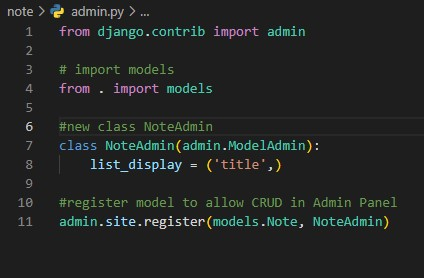 note > admin.py > ...
1 from django.contrib import admin
2
3 # import models
4 from . import models
5
6 #new class NoteAdmin
7 class NoteAdmin(admin.ModelAdmin):
8     list_display = ('title',)
9
10 #register model to allow CRUD in Admin Panel
11 admin.site.register(models.Note, NoteAdmin)